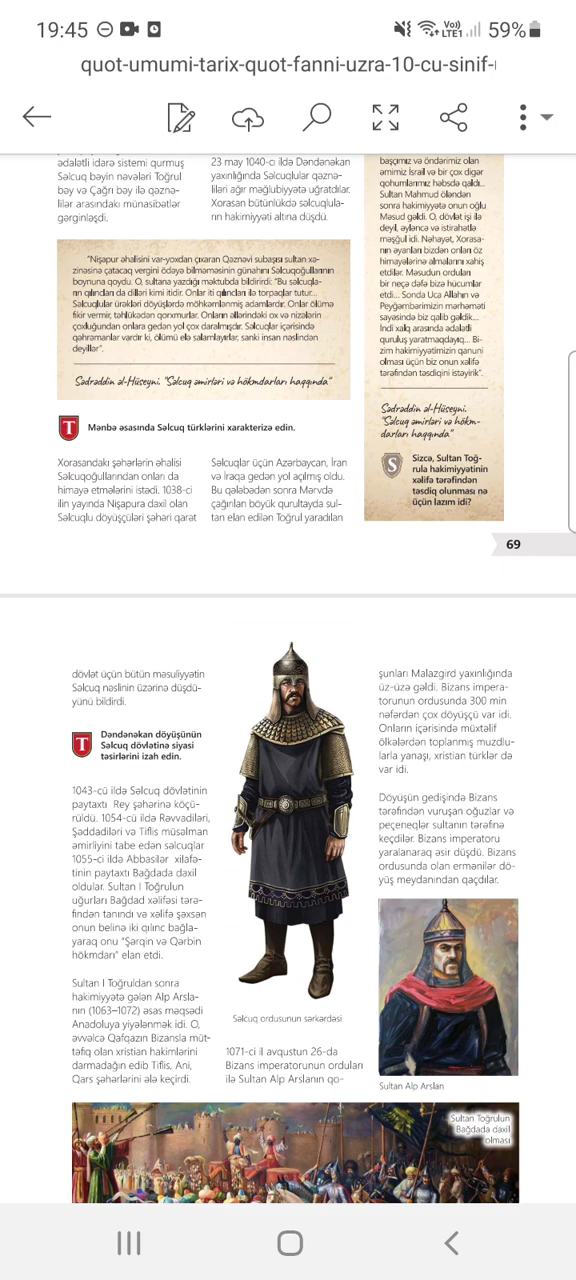 19:45
Vo))
LTE1
59%
quot-umumi-tarix-quot-fanni-uzra-10-cu-sinif-
ədalətli idarə sistemi qurmuş
Səlcuq bəyin nəvələri Toğrul
bəy və Çağrı bəy ilə qəznə-
lilər arasındakı münasibətlər
gərginləşdi.
23 may 1040-cı ildə Dəndənəkan
yaxınlığında Səlcuqlular qəznə-
liləri ağır məğlubiyyətə uğratdılar.
Xorasan bütünlükdə səlcuqlula-
rın hakimiyyəti altına düşdü.
"Nişapur əhalisini var-yoxdan çıxaran Qəznəvi subaşısı sultan xə-
zinəsinə çatacaq vergini ödəyə bilməməsinin günahını Səlcuqoğullarının
boynuna qoydu. O, sultana yazdığı məktubda bildirirdi: "Bu səlcuqla-
rın qılından da dilləri kimi itidir. Onlar iti qılınları ilə torpaqlar tutur...
Səlcuqlular ürəkləri döyüşlərdə möhkəmlənmiş adamlardır. Onlar ölümə
fikir vermir, təhlükədən qorxmurlar. Onların əllərindəki ox və nizələrin
çoxluğundan onlara gedən yol çox daralmışdır. Səlcuqlar içərisində
qəhrəmanlar vardır ki, ölümü elə salamlayırlar, sanki insan nəslindən
deyillər".
Sədrəddin əl-Hüseyni. "Səlcuq əmirləri və hökmdarları haqqında"
T
Mənbə əsasında Səlcuq türklərini xarakterizə edin.
Xorasandakı şəhərlərin əhalisi
Səlcuqoğullarından onları da
himayə etmələrini istədi. 1038-ci
ilin yayında Nişapura daxil olan
Səlcuqlu döyüşçüləri şəhəri qarət
Səlcuqlar üçün Azərbaycan, İran
və İraqa gedən yol açılmış oldu.
Bu qələbədən sonra Mərvdə
çağırılan böyük qurultayda sul-
tan elan edilən Toğrul yaradılan
başçımız və öndərimiz olan
əmimiz İsrail və bir çox digər
qohumlarımız həbsdə qaldı...
Sultan Mahmud öləndən
sonra hakimiyyətə onun oğlu
Məsud gəldi. O, dövlət işi ilə
deyil, əyləncə və istirahətlə
məşğul idi. Nəhayət, Xorasa-
nın əyanları bizdən onları öz
himayələrinə almalarını xahiş
etdilər. Məsudun orduları
bir neçə dəfə bizə hücumlar
etdi... Sonda Uca Allahın və
Peyğəmbərimizin mərhəməti
sayəsində biz qalib gəldik...
İndi xalq arasında ədalətli
quruluş yaratmaqdayıq... Bi-
zim hakimiyyətimizin qanuni
olması üçün biz onun xəlifə
tərəfindən təsdiqini istəyirik".
Sədrəddin əl-Hüseyni.
"Səlcuq əmirləri və hökm-
darları haqqında"
S
Sizcə, Sultan Toğ-
rula hakimiyyətinin
xəlifə tərəfindən
təsdiq olunması nə
üçün lazım idi?
69
dövlət üçün bütün məsuliyyətin
Səlcuq nəslinin üzərinə düşdü-
yünü bildirdi.
T
Dəndənəkan döyüşünün
Səlcuq dövlətinə siyasi
təsirlərini izah edin.
1043-cü ildə Səlcuq dövlətinin
paytaxtı Rey şəhərinə köçü-
rüldü. 1054-cü ildə Rəvvadiləri,
Şəddadiləri və Tiflis müsəlman
əmirliyini tabe edən səlcuqlar
1055-ci ildə Abbasilər xilafə-
tinin paytaxtı Bağdada daxil
oldular. Sultan I Toğrulun
uğurları Bağdad xəlifəsi tərə-
findən tanındı və xəlifə şəxsən
onun belinə iki qılınc bağla-
yaraq onu "Şərqin və Qərbin
hökmdarı" elan etdi.
Sultan I Toğruldan sonra
hakimiyyətə gələn Alp Arsla-
nın (1063–1072) əsas məqsədi
Anadoluya yiyələnmək idi. O,
əvvəlcə Qafqazın Bizansla müt-
təfiq olan xristian hakimlərini
darmadağın edib Tiflis, Ani,
Qars şəhərlərini ələ keçirdi.
Səlcuq ordusunun sərkərdəsi
1071-ci il avqustun 26-da
Bizans imperatorunun orduları
ilə Sultan Alp Arslanın qo-
şunları Malazgird yaxınlığında
üz-üzə gəldi. Bizans impera-
torunun ordusunda 300 min
nəfərdən çox döyüşçü var idi.
Onların içərisində müxtəlif
ölkələrdən toplanmış muzdlu-
larla yanaşı, xristian türklər də
var idi.
Döyüşün gedişində Bizans
tərəfindən vuruşan oğuzlar və
peçeneqlər sultanın tərəfinə
keçdilər. Bizans imperatoru
yaralanaraq əsir düşdü. Bizans
ordusunda olan ermənilər dö-
yüş meydanından qaçdılar.
Sultan Alp Arslan
Sultan Toğrulun
Bağdada daxil
olması